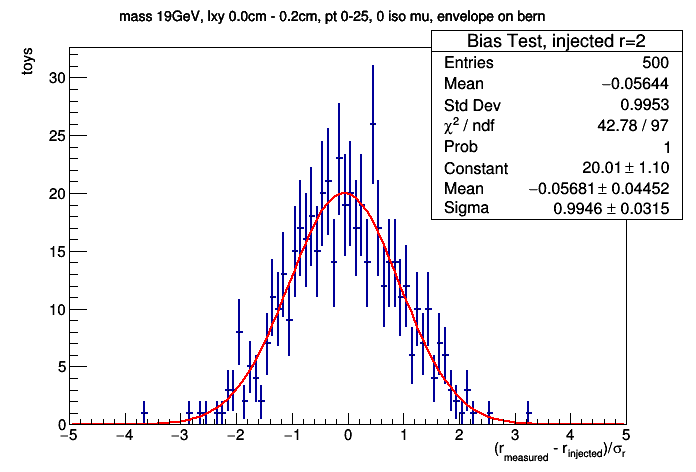 mass 19GeV, lxy 0.0cm - 0.2cm, pt 0-25, 0 iso mu, envelope on bern
toys
Bias Test, injected r=2
Entries 500
Mean −0.05644
Std Dev 0.9953
χ² / ndf 42.78 / 97
Prob 1
Constant 20.01 ± 1.10
Mean −0.05681 ± 0.04452
Sigma 0.9946 ± 0.0315
30
25
20
15
10
5
0
−5 −4 −3 −2 −1 0 1 2 3 4 5
(r_measured - r_injected)/σ_r